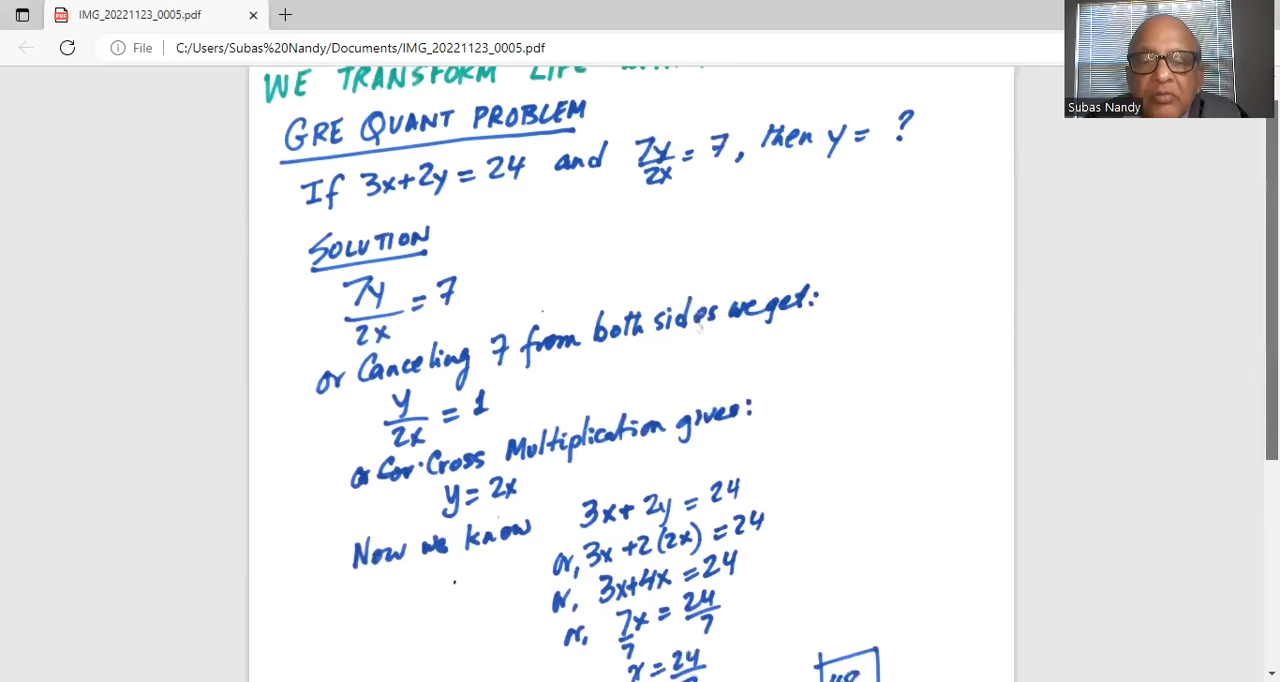 IMG_20221123_0005.pdf
File
C:/Users/Subas%20Nandy/Documents/IMG_20221123_0005.pdf
Subas Nandy
WE TRANSFORM LIFE
GRE QUANT PROBLEM
If 3x+2y = 24 and 7y/2x = 7, then y = ?
SOLUTION
7y/2x = 7
or Canceling 7 from both sides we get:
y/2x = 1
or Cross Multiplication gives:
y = 2x
Now we know 3x + 2y = 24
or, 3x + 2(2x) = 24
or, 3x+4x = 24
or, 7x/7 = 24/7
x = 24